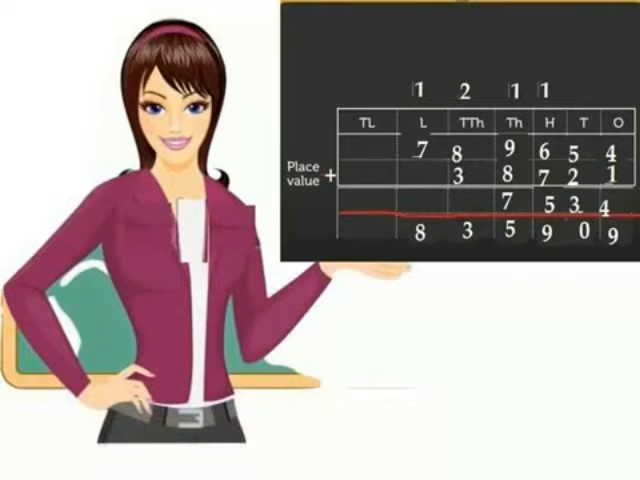 1 2 1 1
TL L TTh Th H T O
7 8 9 6 5 4
Place value + 3 8 7 2 1
7 5 3 4
8 3 5 9 0 9